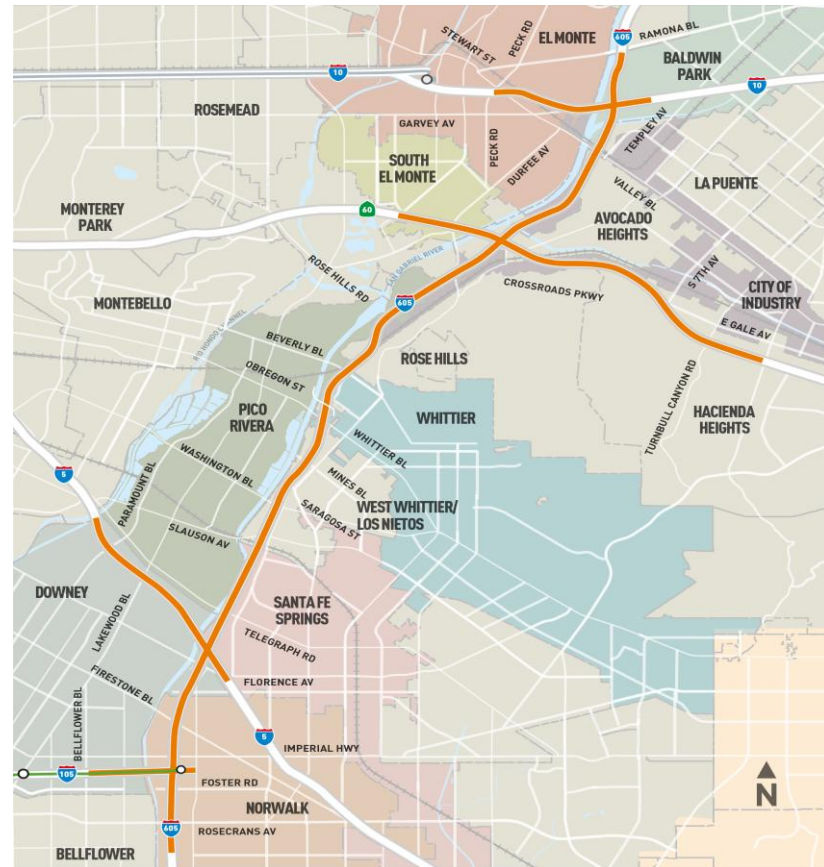 STEWART ST
PECK RD
EL MONTE
605
RAMONA BL
BALDWIN
PARK
10
10
ROSEMEAD
GARVEY AV
TEMPLEY AV
SOUTH
EL MONTE
PECK RD
DURFEE AV
VALLEY BL
LA PUENTE
MONTEREY
PARK
60
AVOCADO
HEIGHTS
SAN GABRIEL RIVER
ROSE HILLS RD
S 7TH AV
MONTEBELLO
605
CROSSROADS PKWY
CITY OF
INDUSTRY
E GALE AV
RIO HONDO CHANNEL
BEVERLY BL
ROSE HILLS
OBREGON ST
PICO
RIVERA
WHITTIER
TURNBULL CANYON RD
HACIENDA
HEIGHTS
WHITTIER BL
WASHINGTON BL
5
PARAMOUNT BL
MINES BL
WEST WHITTIER/
LOS NIETOS
SARAGOSA ST
SLAUSON AV
DOWNEY
LAKEWOOD BL
SANTA FE
SPRINGS
TELEGRAPH RD
FIRESTONE BL
FLORENCE AV
BELLFLOWER BL
5
IMPERIAL HWY
105
FOSTER RD
N
NORWALK
605
ROSECRANS AV
BELLFLOWER